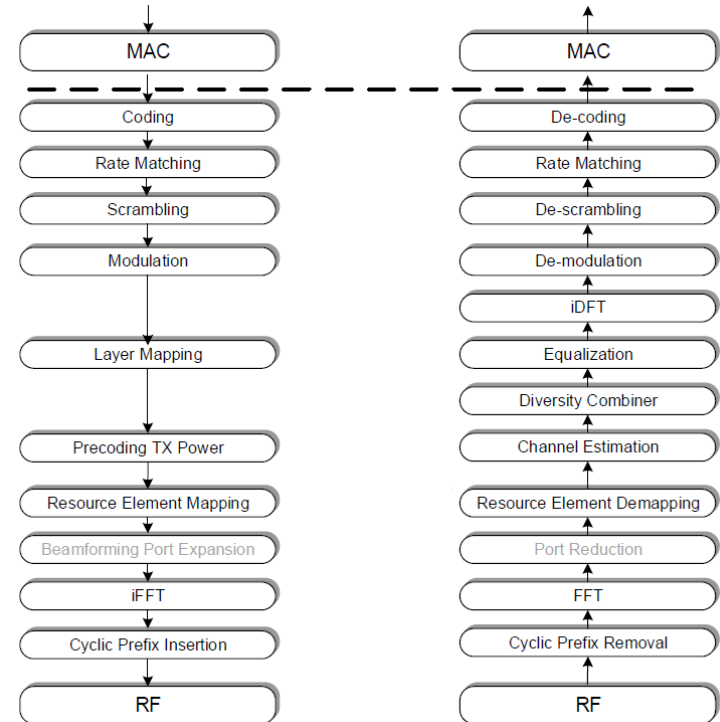 MAC
Coding
Rate Matching
Scrambling
Modulation
Layer Mapping
Precoding TX Power
Resource Element Mapping
Beamforming Port Expansion
iFFT
Cyclic Prefix Insertion
RF
MAC
De-coding
Rate Matching
De-scrambling
De-modulation
iDFT
Equalization
Diversity Combiner
Channel Estimation
Resource Element Demapping
Port Reduction
FFT
Cyclic Prefix Removal
RF